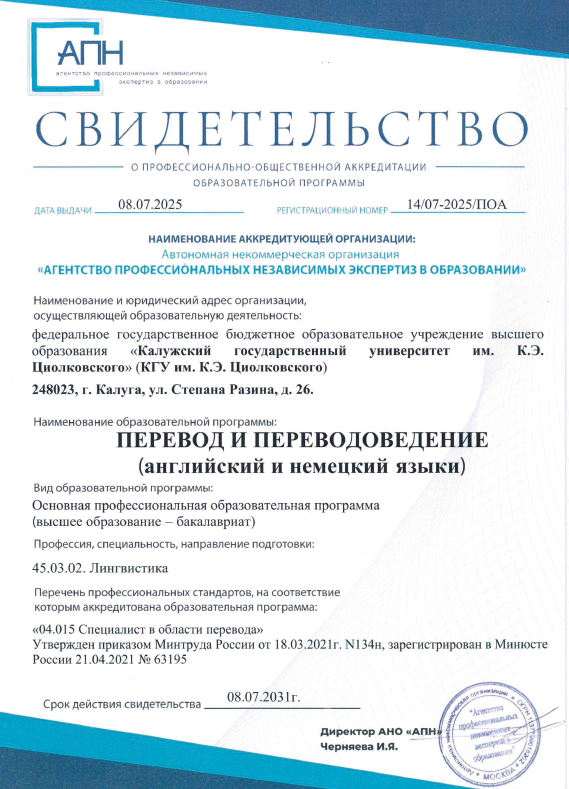 АПН
агентство профессиональных независимых
экспертиз в образовании
СВИДЕТЕЛЬСТВО
О ПРОФЕССИОНАЛЬНО-ОБЩЕСТВЕННОЙ АККРЕДИТАЦИИ
ОБРАЗОВАТЕЛЬНОЙ ПРОГРАММЫ
ДАТА ВЫДАЧИ 08.07.2025 РЕГИСТРАЦИОННЫЙ НОМЕР 14/07-2025/ПОА
НАИМЕНОВАНИЕ АККРЕДИТУЮЩЕЙ ОРГАНИЗАЦИИ:
Автономная некоммерческая организация
«АГЕНТСТВО ПРОФЕССИОНАЛЬНЫХ НЕЗАВИСИМЫХ ЭКСПЕРТИЗ В ОБРАЗОВАНИИ»
Наименование и юридический адрес организации,
осуществляющей образовательную деятельность:
федеральное государственное бюджетное образовательное учреждение высшего
образования «Калужский государственный университет им. К.Э.
Циолковского» (КГУ им. К.Э. Циолковского)
248023, г. Калуга, ул. Степана Разина, д. 26.
Наименование образовательной программы:
ПЕРЕВОД И ПЕРЕВОДОВЕДЕНИЕ
(английский и немецкий языки)
Вид образовательной программы:
Основная профессиональная образовательная программа
(высшее образование – бакалавриат)
Профессия, специальность, направление подготовки:
45.03.02. Лингвистика
Перечень профессиональных стандартов, на соответствие
которым аккредитована образовательная программа:
«04.015 Специалист в области перевода»
Утвержден приказом Минтруда России от 18.03.2021г. N134н, зарегистрирован в Минюсте
России 21.04.2021 № 63195
Срок действия свидетельства 08.07.2031г.
Директор АНО «АПН»
Черняева И.Я.
"Агентство
профессиональных
независимых
экспертиз в
образовании"
МОСКВА